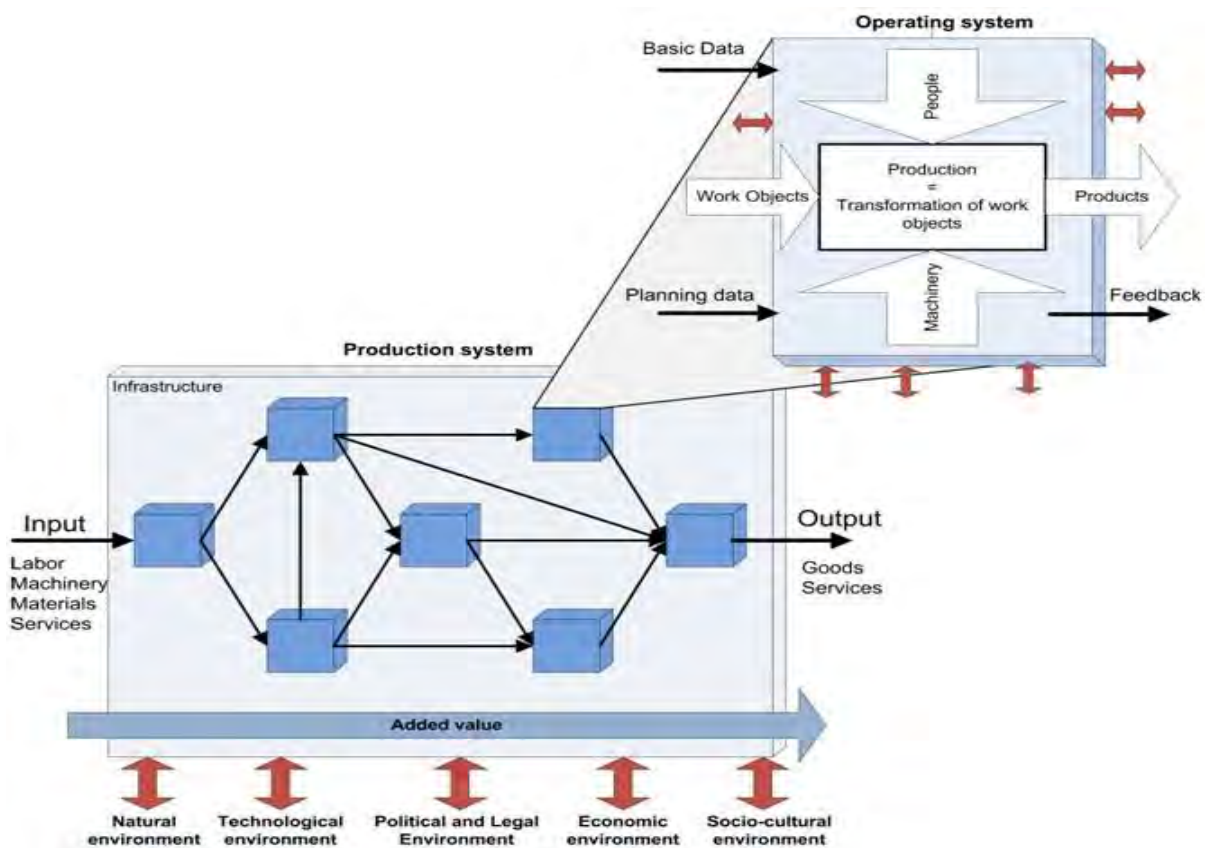 Operating system
Basic Data
People
Work Objects
Production
=
Transformation of work
objects
Products
Planning data
Machinery
Feedback
Production system
Infrastructure
Input
Labor
Machinery
Materials
Services
Output
Goods
Services
Added value
Natural
environment
Technological
environment
Political and Legal
Environment
Economic
environment
Socio-cultural
environment